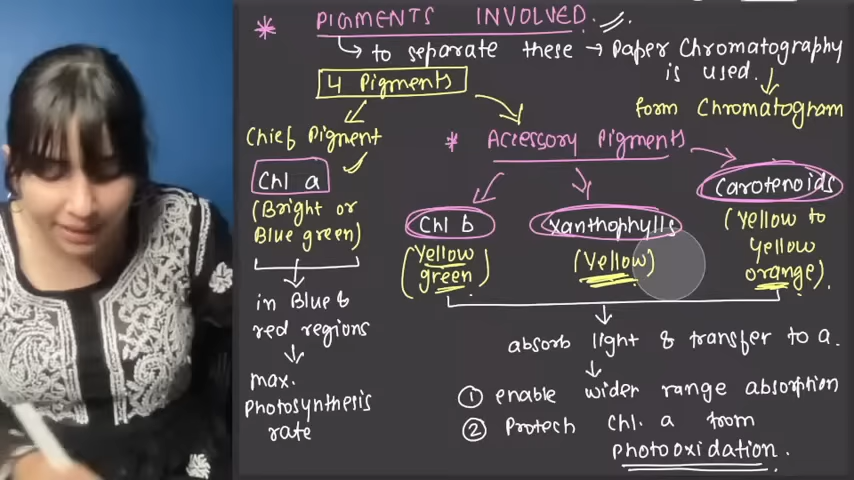 * PIGMENTS INVOLVED.
to separate these → Paper Chromatography
is used.
form Chromatogram
4 Pigments
Chief Pigment
Chl a
(Bright or
Blue green)
in Blue &
red regions
max.
Photosynthesis
rate
* Accessory Pigments
Chl b
(Yellow
green)
Xanthophylls
(Yellow)
Carotenoids
(Yellow to
Yellow
orange).
absorb light & transfer to a.
① enable wider range absorption
② Protech Chl. a from
photooxidation.